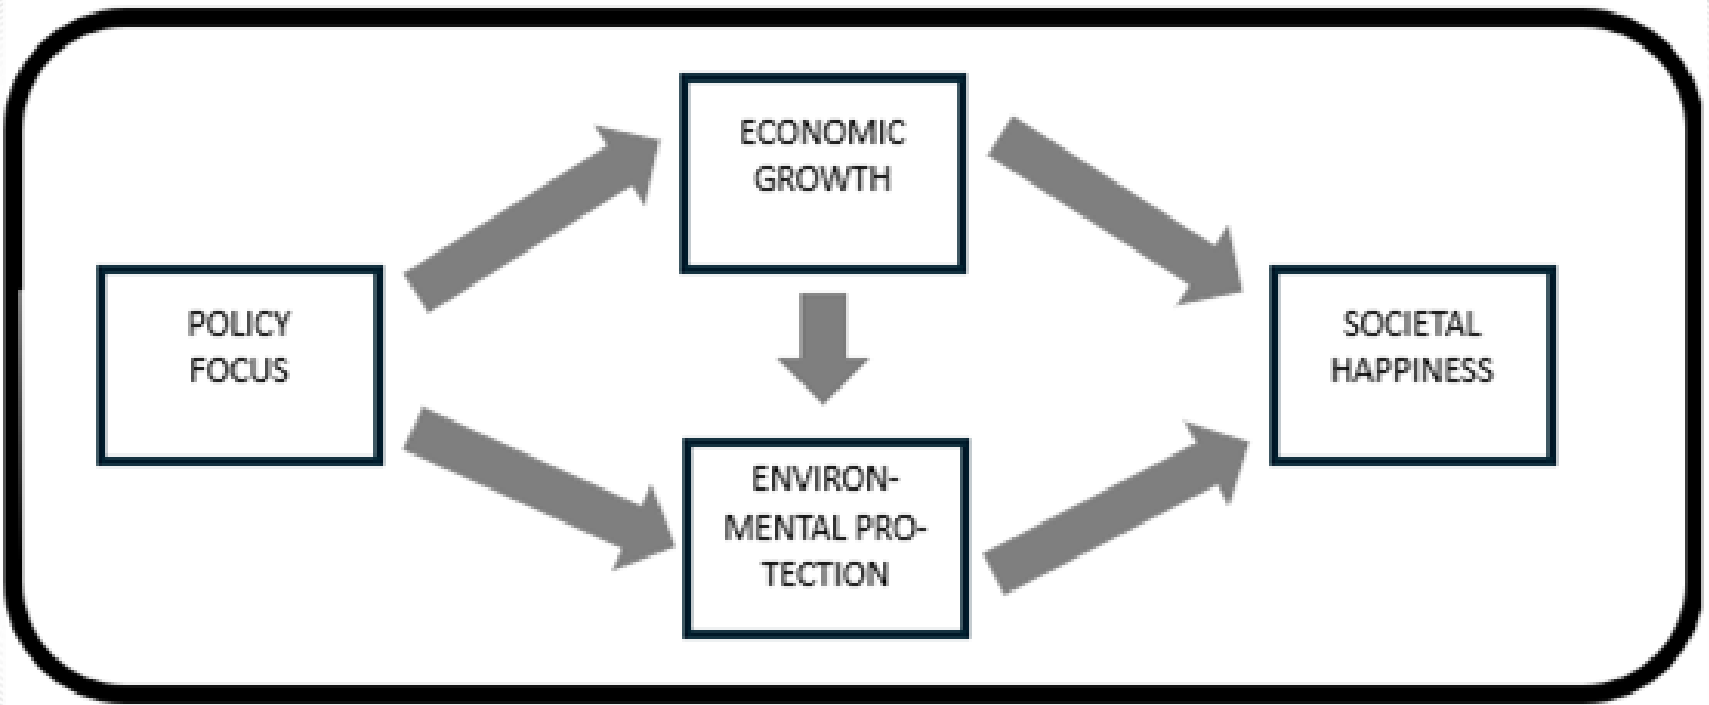 ECONOMIC
GROWTH
POLICY
FOCUS
SOCIETAL
HAPPINESS
ENVIRON-
MENTAL PRO-
TECTION